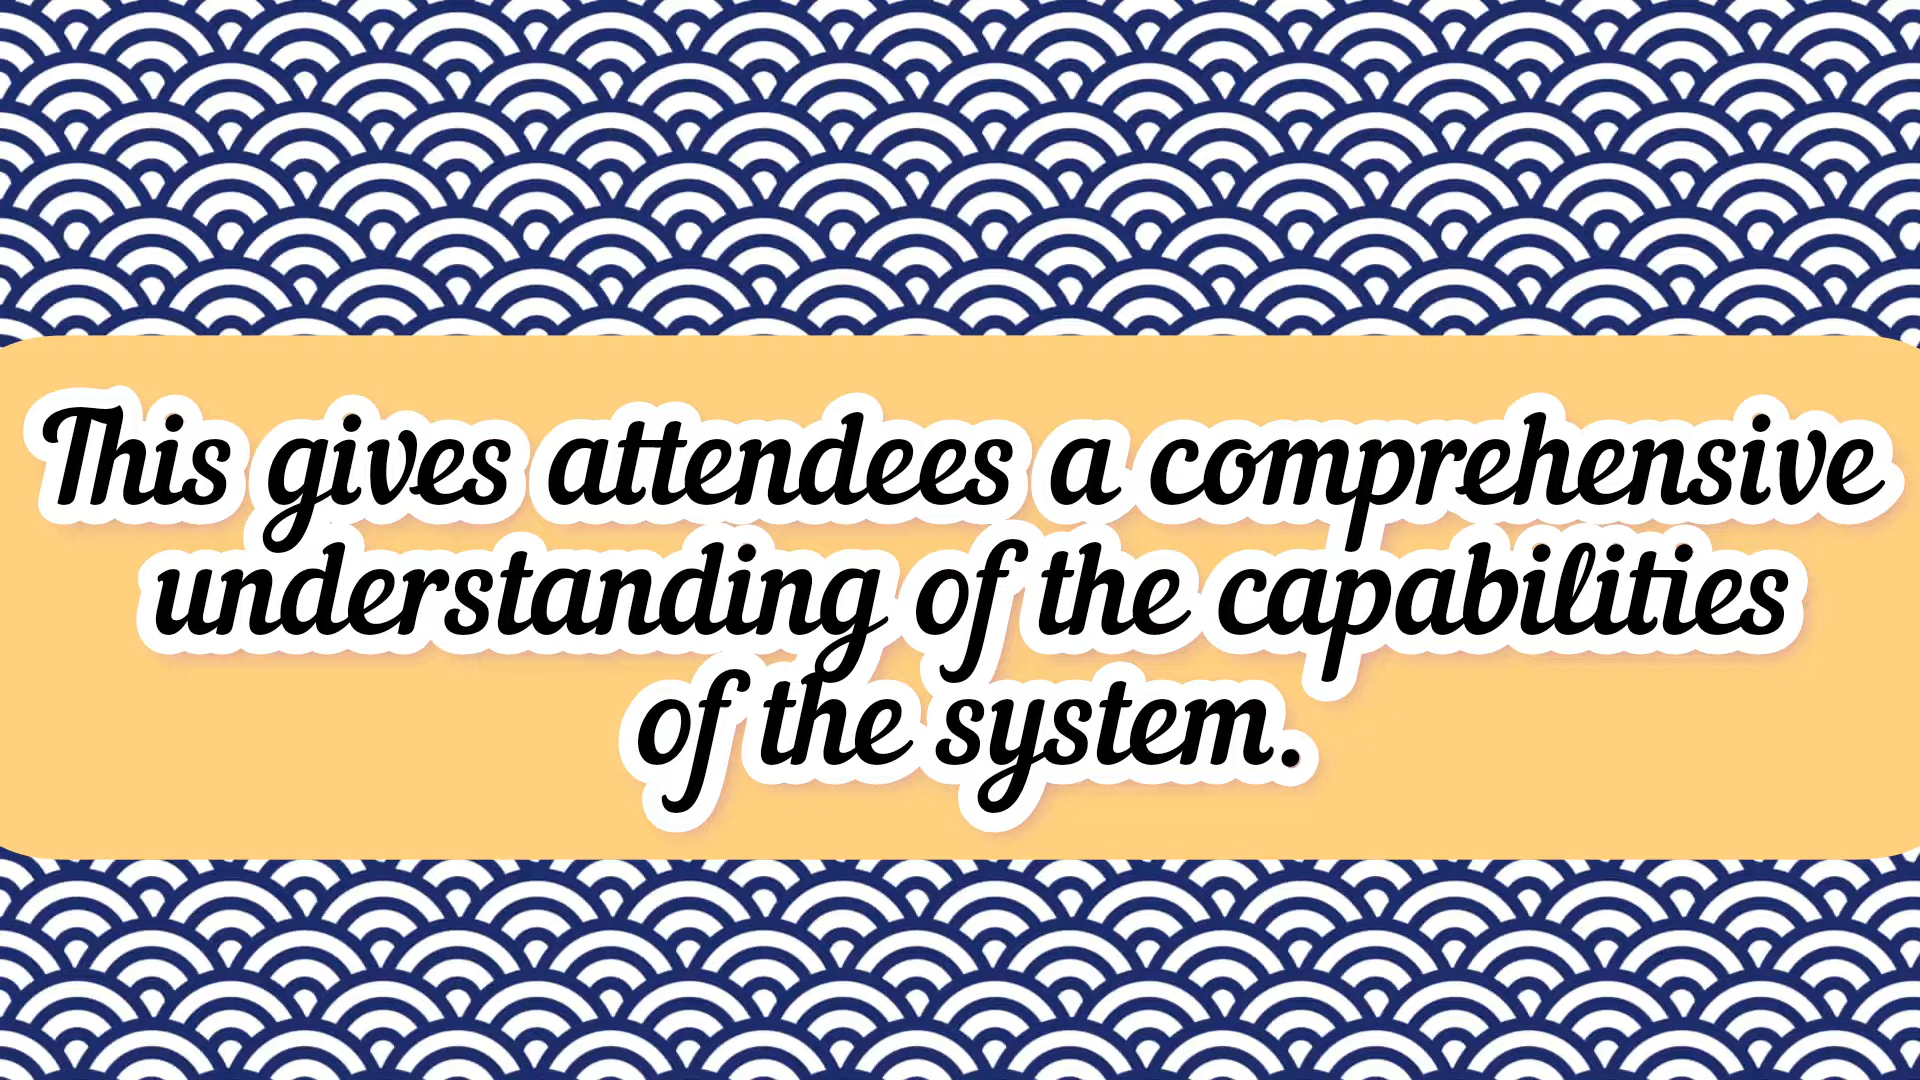 This gives attendees a comprehensive
understanding of the capabilities
of the system.